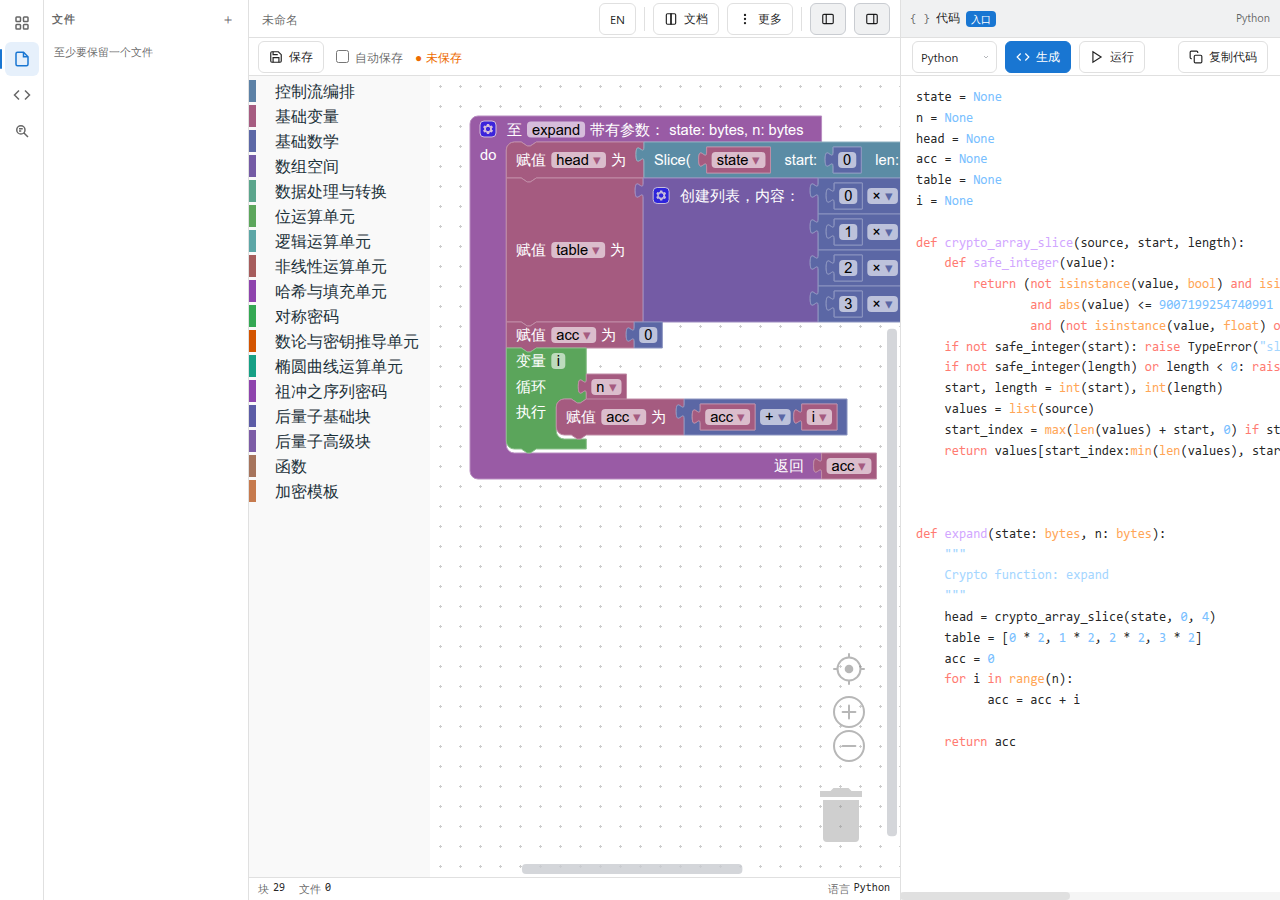 文件
+
至少要保留一个文件
未命名
EN
文档
更多
保存
自动保存
● 未保存
控制流编排
基础变量
基础数学
数组空间
数据处理与转换
位运算单元
逻辑运算单元
非线性运算单元
哈希与填充单元
对称密码
数论与密钥推导单元
椭圆曲线运算单元
祖冲之序列密码
后量子基础块
后量子高级块
函数
加密模板
至 expand 带有参数： state: bytes, n: bytes
do
赋值 head ▾ 为 Slice( state ▾ start: 0 len:
赋值 table ▾ 为
创建列表，内容：
0 × ▾
1 × ▾
2 × ▾
3 × ▾
赋值 acc ▾ 为 0
变量 i
循环 n ▾
执行 赋值 acc ▾ 为 acc ▾ + ▾ i ▾
返回 acc ▾
块 29 文件 0
语言 Python
{ } 代码 入口
Python
Python
生成
运行
复制代码
state = None
n = None
head = None
acc = None
table = None
i = None
def crypto_array_slice(source, start, length):
def safe_integer(value):
return (not isinstance(value, bool) and isi
and abs(value) <= 9007199254740991
and (not isinstance(value, float) o
if not safe_integer(start): raise TypeError("sl
if not safe_integer(length) or length < 0: rais
start, length = int(start), int(length)
values = list(source)
start_index = max(len(values) + start, 0) if st
return values[start_index:min(len(values), star
def expand(state: bytes, n: bytes):
"""
Crypto function: expand
"""
head = crypto_array_slice(state, 0, 4)
table = [0 * 2, 1 * 2, 2 * 2, 3 * 2]
acc = 0
for i in range(n):
acc = acc + i
return acc